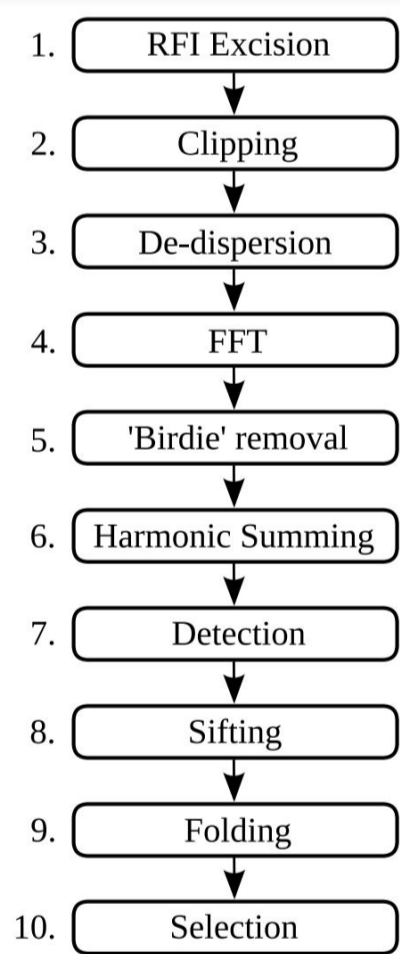 1. RFI Excision
2. Clipping
3. De-dispersion
4. FFT
5. 'Birdie' removal
6. Harmonic Summing
7. Detection
8. Sifting
9. Folding
10. Selection